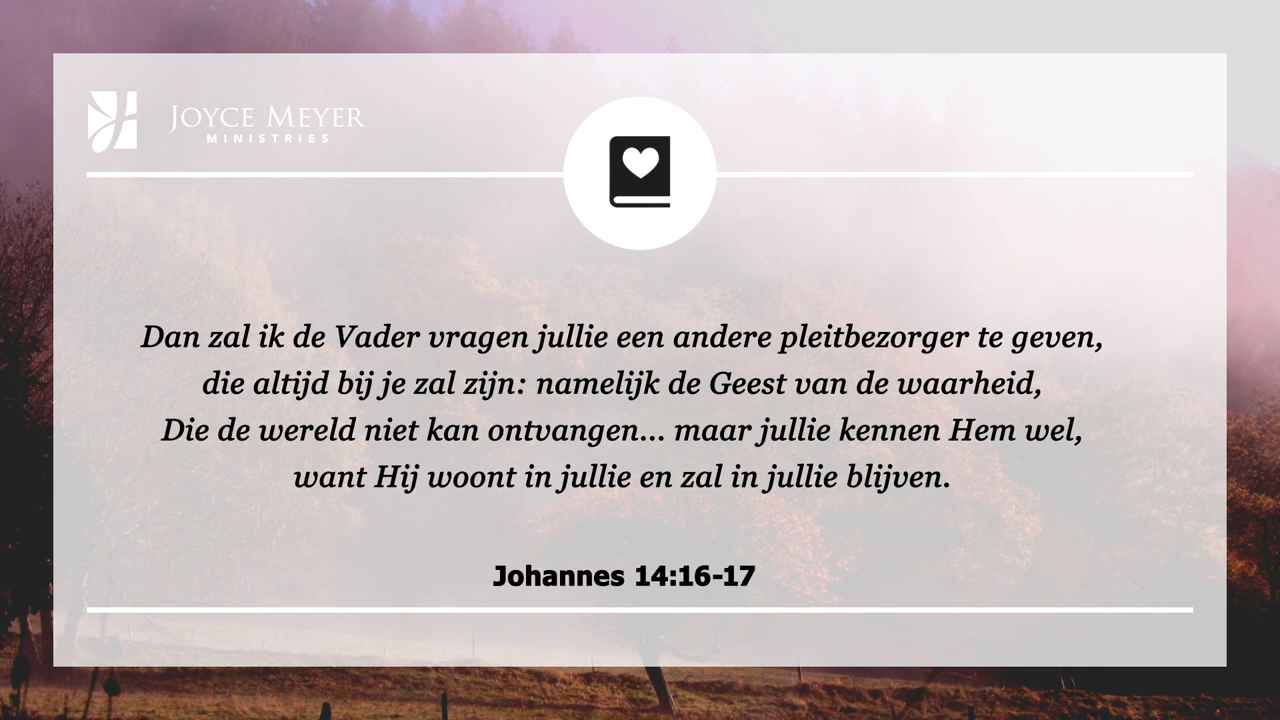 JOYCE MEYER
MINISTRIES
Dan zal ik de Vader vragen jullie een andere pleitbezorger te geven,
die altijd bij je zal zijn: namelijk de Geest van de waarheid,
Die de wereld niet kan ontvangen... maar jullie kennen Hem wel,
want Hij woont in jullie en zal in jullie blijven.
Johannes 14:16-17